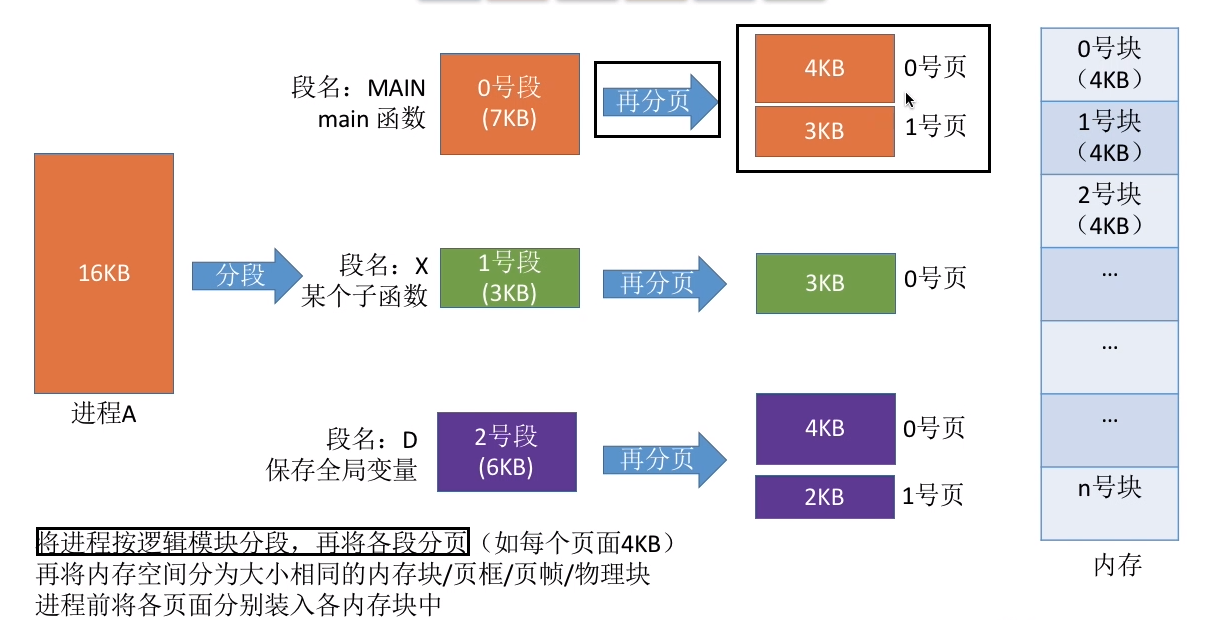 段名：MAIN
main 函数
0号段
(7KB)
再分页
4KB
0号页
3KB
1号页
16KB
进程A
分段
段名：X
某个子函数
1号段
(3KB)
再分页
3KB
0号页
段名：D
保存全局变量
2号段
(6KB)
再分页
4KB
0号页
2KB
1号页
0号块
（4KB）
1号块
（4KB）
2号块
（4KB）
...
...
...
n号块
内存
将进程按逻辑模块分段，再将各段分页（如每个页面4KB）
再将内存空间分为大小相同的内存块/页框/页帧/物理块
进程前将各页面分别装入各内存块中